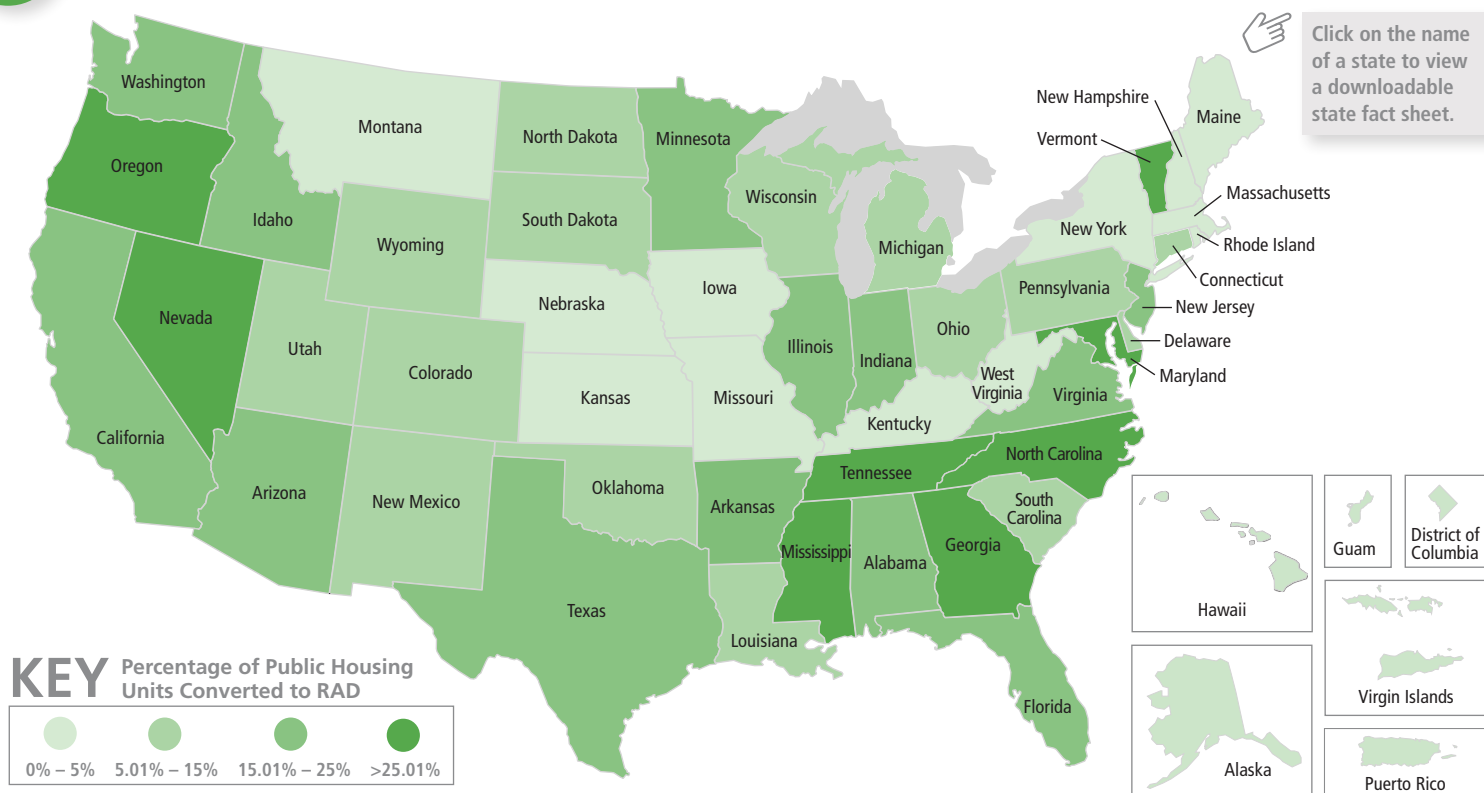 Click on the name
of a state to view
a downloadable
state fact sheet.
Washington
Montana
North Dakota
Minnesota
New Hampshire
Maine
Vermont
Oregon
Idaho
Wyoming
South Dakota
Wisconsin
Michigan
New York
Massachusetts
Rhode Island
Connecticut
Nevada
Utah
Colorado
Nebraska
Iowa
Illinois
Indiana
Ohio
Pennsylvania
New Jersey
Delaware
Maryland
California
Kansas
Missouri
Kentucky
West
Virginia
Virginia
Arizona
New Mexico
Oklahoma
Arkansas
Tennessee
North Carolina
South
Carolina
Texas
Louisiana
Mississippi
Alabama
Georgia
Florida
Hawaii
Guam
District of
Columbia
Virgin Islands
Alaska
Puerto Rico
KEY
Percentage of Public Housing
Units Converted to RAD
0% – 5%
5.01% – 15%
15.01% – 25%
>25.01%